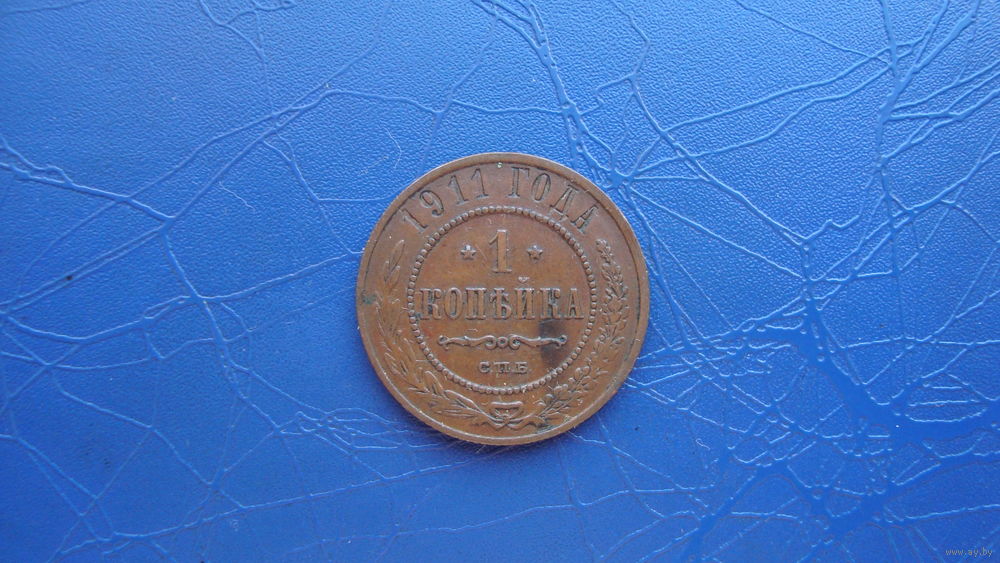 1911 ГОДА
* 1 *
КОПѢЙКА
С.П.Б.
www.ay.by